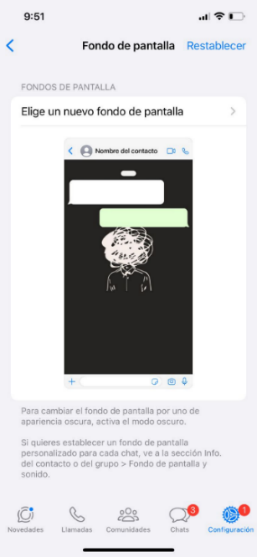 9:51
Fondo de pantalla Restablecer
FONDOS DE PANTALLA
Elige un nuevo fondo de pantalla
Nombre del contacto
Para cambiar el fondo de pantalla por uno de
apariencia oscura, activa el modo oscuro.
Si quieres establecer un fondo de pantalla
personalizado para cada chat, ve a la sección Info.
del contacto o del grupo > Fondo de pantalla y
sonido.
3 1
Novedades Llamadas Comunidades Chats Configuración